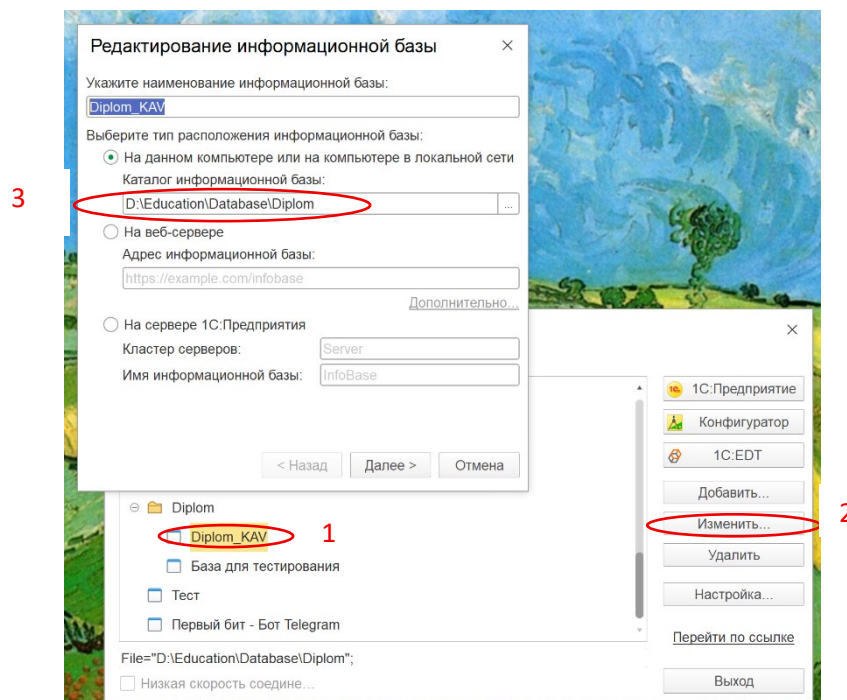 Редактирование информационной базы
Укажите наименование информационной базы:
Diplom_KAV
Выберите тип расположения информационной базы:
На данном компьютере или на компьютере в локальной сети
Каталог информационной базы:
3
D:\Education\Database\Diplom
...
На веб-сервере
Адрес информационной базы:
https://example.com/infobase
Дополнительно...
На сервере 1С:Предприятия
Кластер серверов:
Server
Имя информационной базы:
InfoBase
< Назад
Далее >
Отмена
1С:Предприятие
Конфигуратор
1C:EDT
Добавить...
Изменить...
2
Удалить
Настройка...
Перейти по ссылке
Выход
Diplom
Diplom_KAV
1
База для тестирования
Тест
Первый бит - Бот Telegram
File="D:\Education\Database\Diplom";
Низкая скорость соедине...